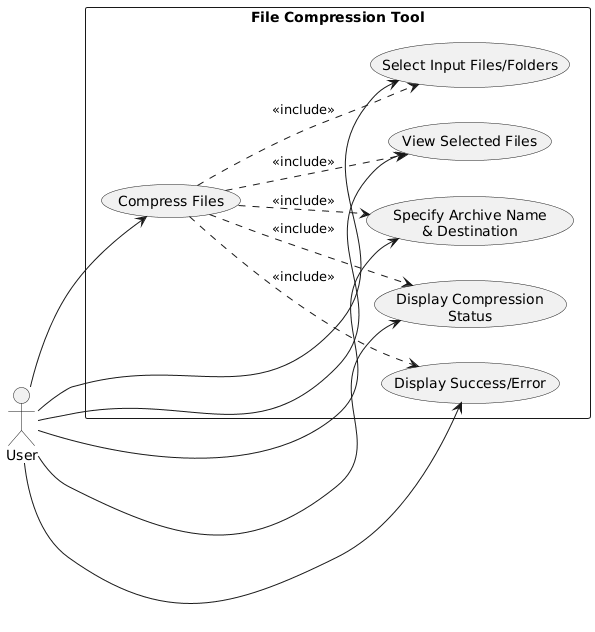 File Compression Tool
Select Input Files/Folders
«include»
View Selected Files
«include»
Compress Files
«include»
Specify Archive Name
& Destination
«include»
«include»
Display Compression
Status
Display Success/Error
User